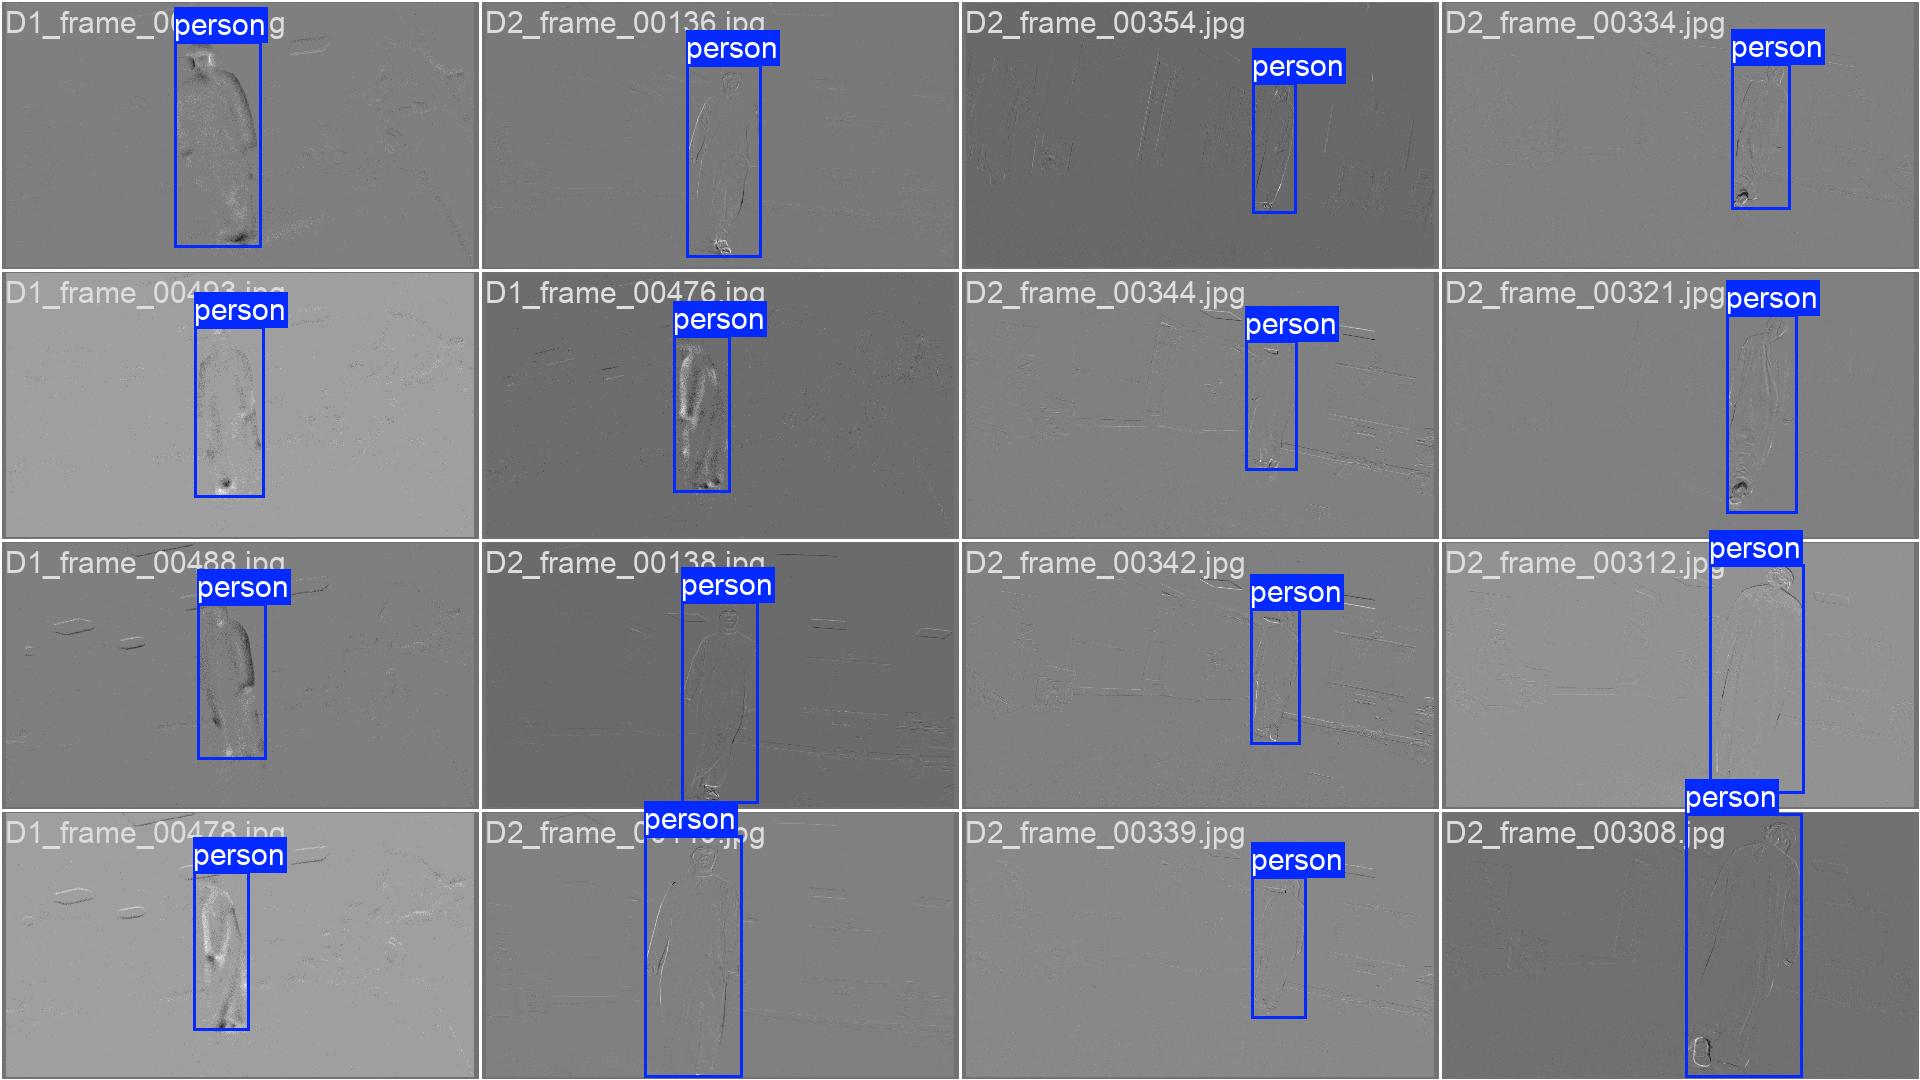 D1_frame_00
person
g
D2_frame_00136.jpg
person
D2_frame_00354.jpg
person
D2_frame_00334.jpg
person
D1_frame_00493.jpg
person
D1_frame_00476.jpg
person
D2_frame_00344.jpg
person
D2_frame_00321.jpg
person
D1_frame_00488.jpg
person
D2_frame_00138.jpg
person
D2_frame_00342.jpg
person
D2_frame_00312.jpg
person
D1_frame_00478.jpg
person
person
D2_frame_00339.jpg
person
D2_frame_00308.jpg
person